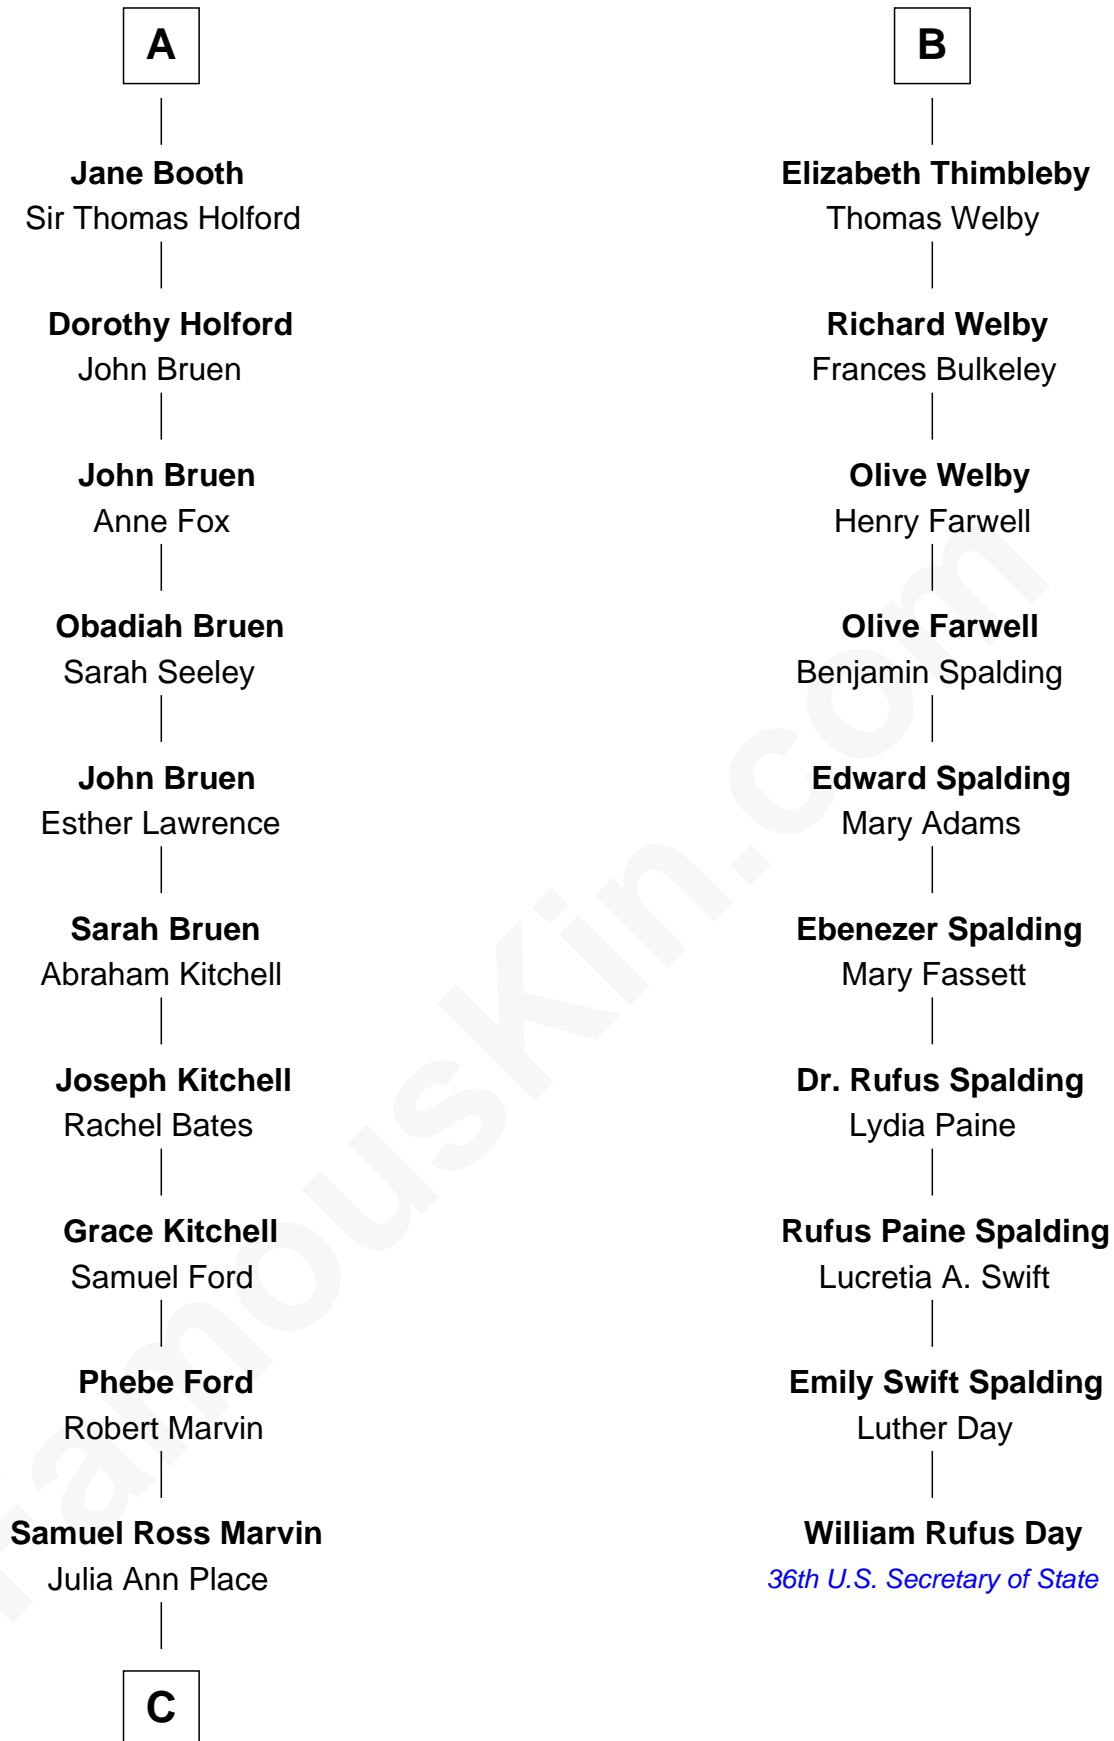 A
Jane Booth
Sir Thomas Holford
Dorothy Holford
John Bruen
John Bruen
Anne Fox
Obadiah Bruen
Sarah Seeley
John Bruen
Esther Lawrence
Sarah Bruen
Abraham Kitchell
Joseph Kitchell
Rachel Bates
Grace Kitchell
Samuel Ford
Phebe Ford
Robert Marvin
Samuel Ross Marvin
Julia Ann Place
C
B
Elizabeth Thimbleby
Thomas Welby
Richard Welby
Frances Bulkeley
Olive Welby
Henry Farwell
Olive Farwell
Benjamin Spalding
Edward Spalding
Mary Adams
Ebenezer Spalding
Mary Fassett
Dr. Rufus Spalding
Lydia Paine
Rufus Paine Spalding
Lucretia A. Swift
Emily Swift Spalding
Luther Day
William Rufus Day
36th U.S. Secretary of State
FamousKin.com